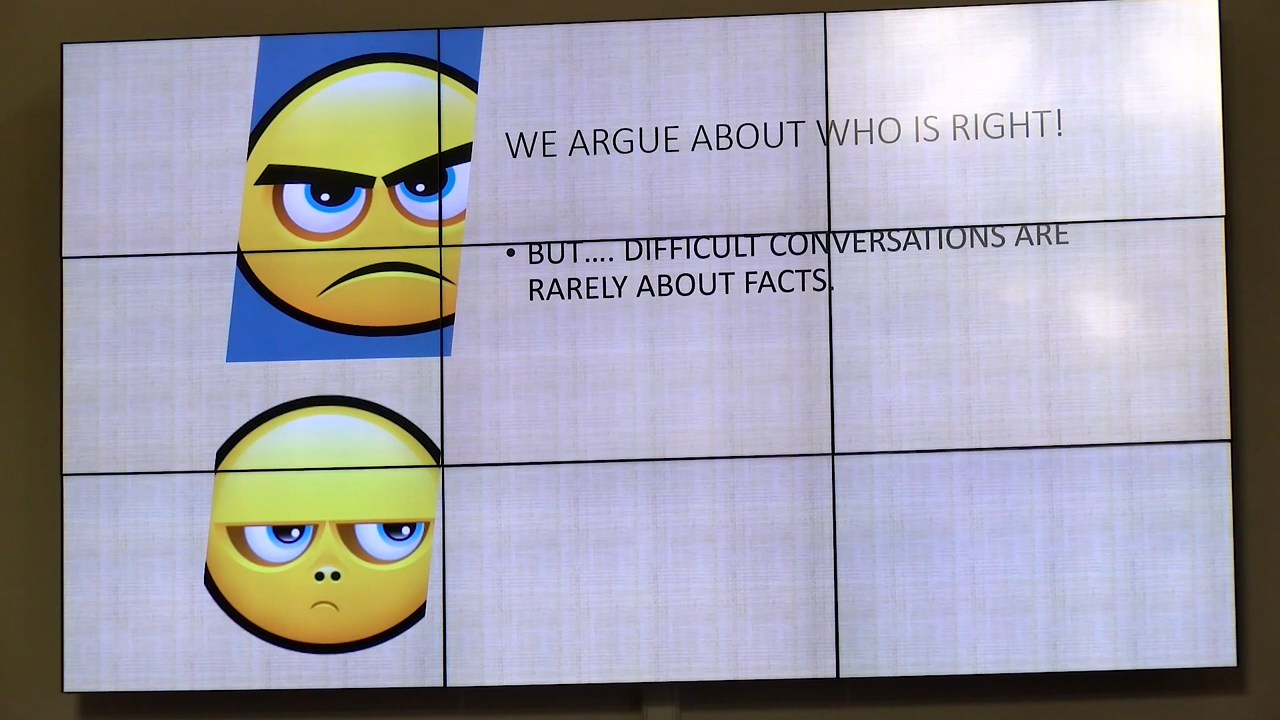 WE ARGUE ABOUT WHO IS RIGHT!
• BUT.... DIFFICULT CONVERSATIONS ARE
RARELY ABOUT FACTS.